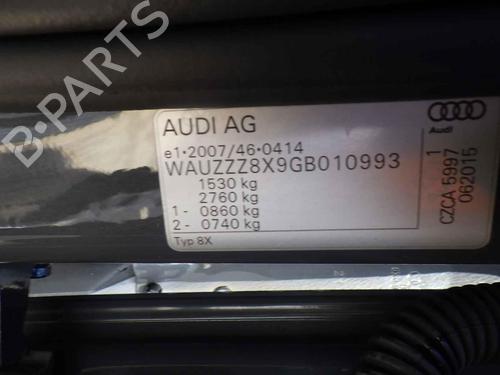 AUDI AG
e1*2007/46*0414
WAUZZZ8X9GB010993
1530 kg
2760 kg
1 - 0860 kg
2 - 0740 kg
Typ 8X
Audi
1
CZCA 5997
062015
B-PARTS